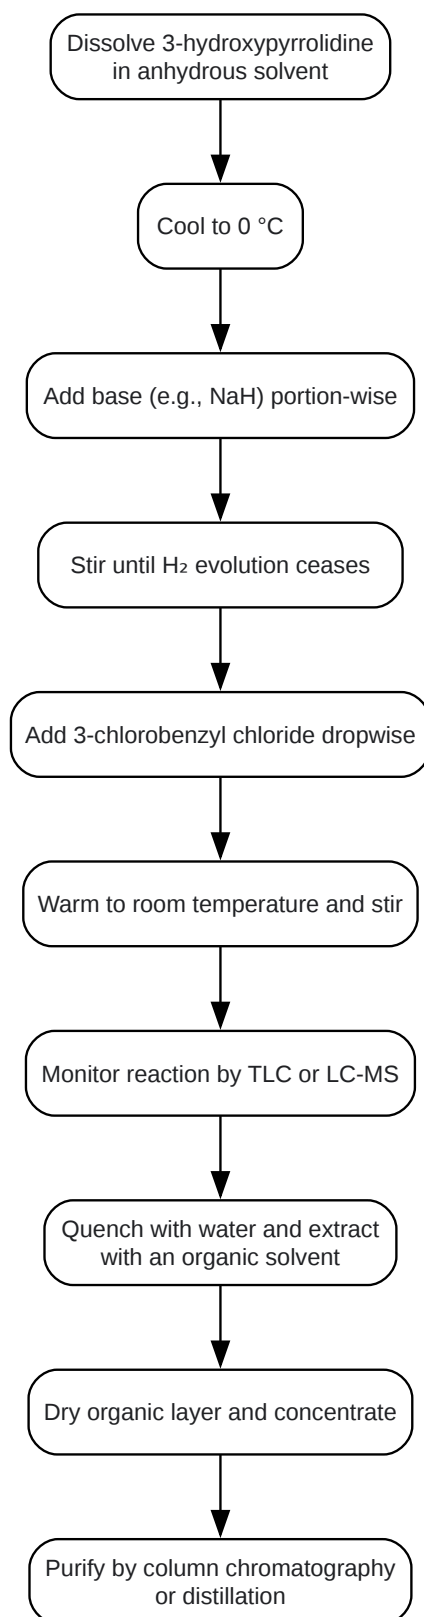 Dissolve 3-hydroxypyrrolidine
in anhydrous solvent
Cool to 0 °C
Add base (e.g., NaH) portion-wise
Stir until H₂ evolution ceases
Add 3-chlorobenzyl chloride dropwise
Warm to room temperature and stir
Monitor reaction by TLC or LC-MS
Quench with water and extract
with an organic solvent
Dry organic layer and concentrate
Purify by column chromatography
or distillation